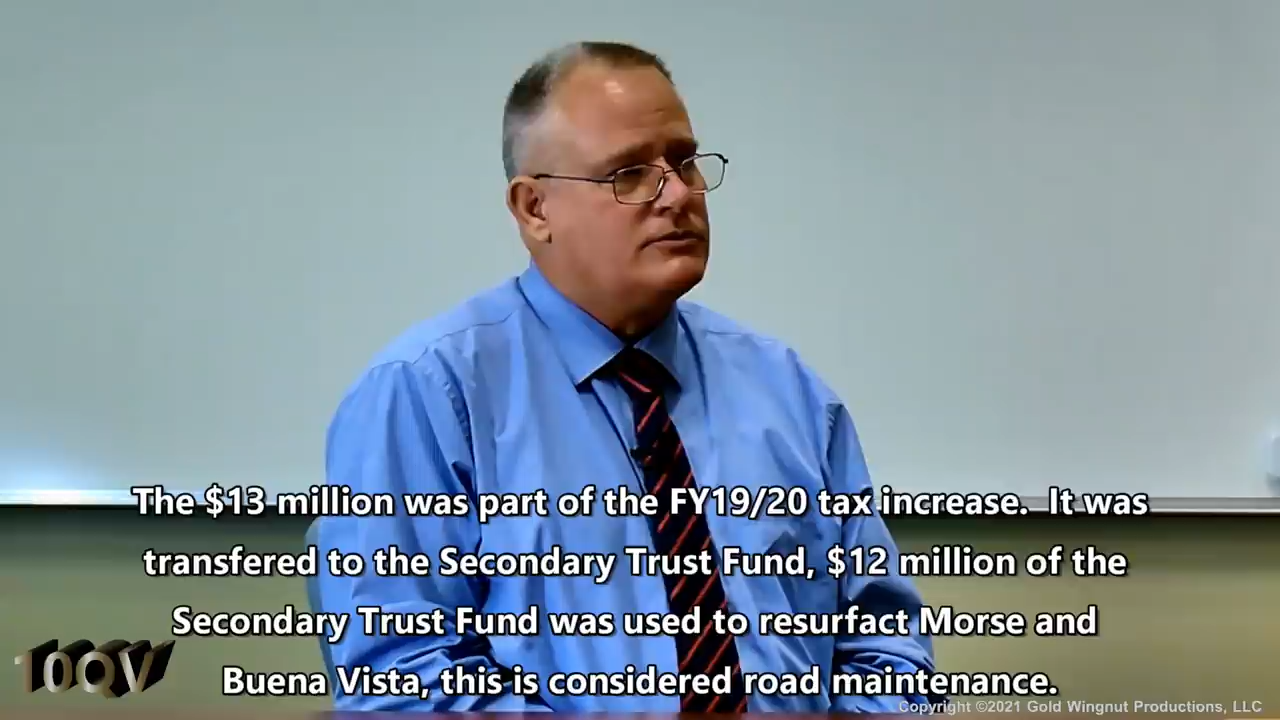 The $13 million was part of the FY19/20 tax increase.  It was
transfered to the Secondary Trust Fund, $12 million of the
Secondary Trust Fund was used to resurfact Morse and
Buena Vista, this is considered road maintenance.
10QV
Copyright ©2021 Gold Wingnut Productions, LLC